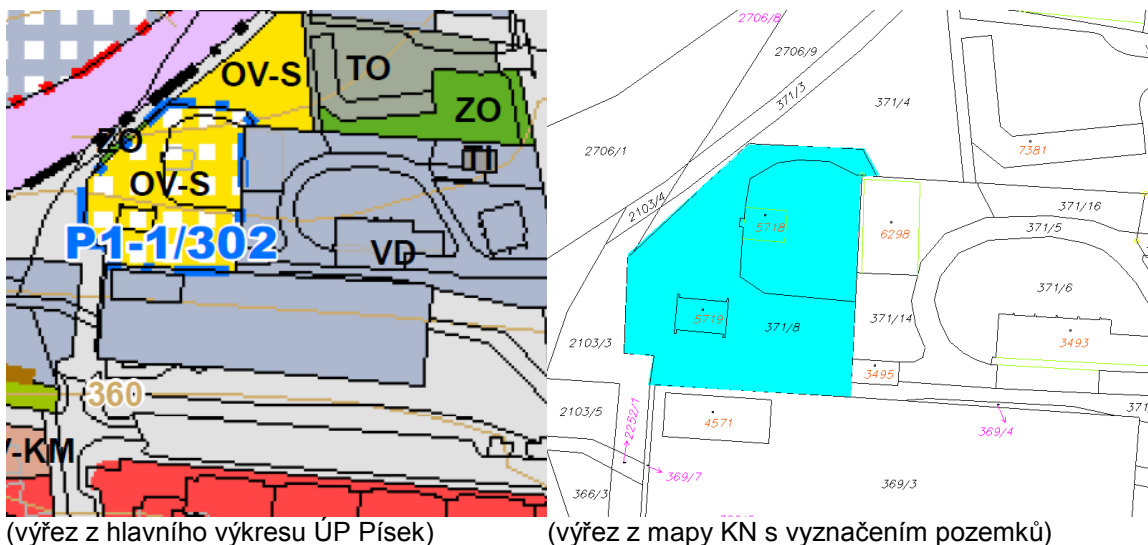 OV-S
TO
ZO
ZO
OV-S
TI
P1-1/302
VD
360
V-KM
2706/8
2706/9
371/3
371/4
2706/1
7381
2103/4
371/16
5718
6298
371/5
371/6
5719
371/8
371/14
3493
2103/3
3495
2103/5
2252/1
4571
371
369/4
369/7
366/3
369/3
(výřez z hlavního výkresu ÚP Písek)
(výřez z mapy KN s vyznačením pozemků)